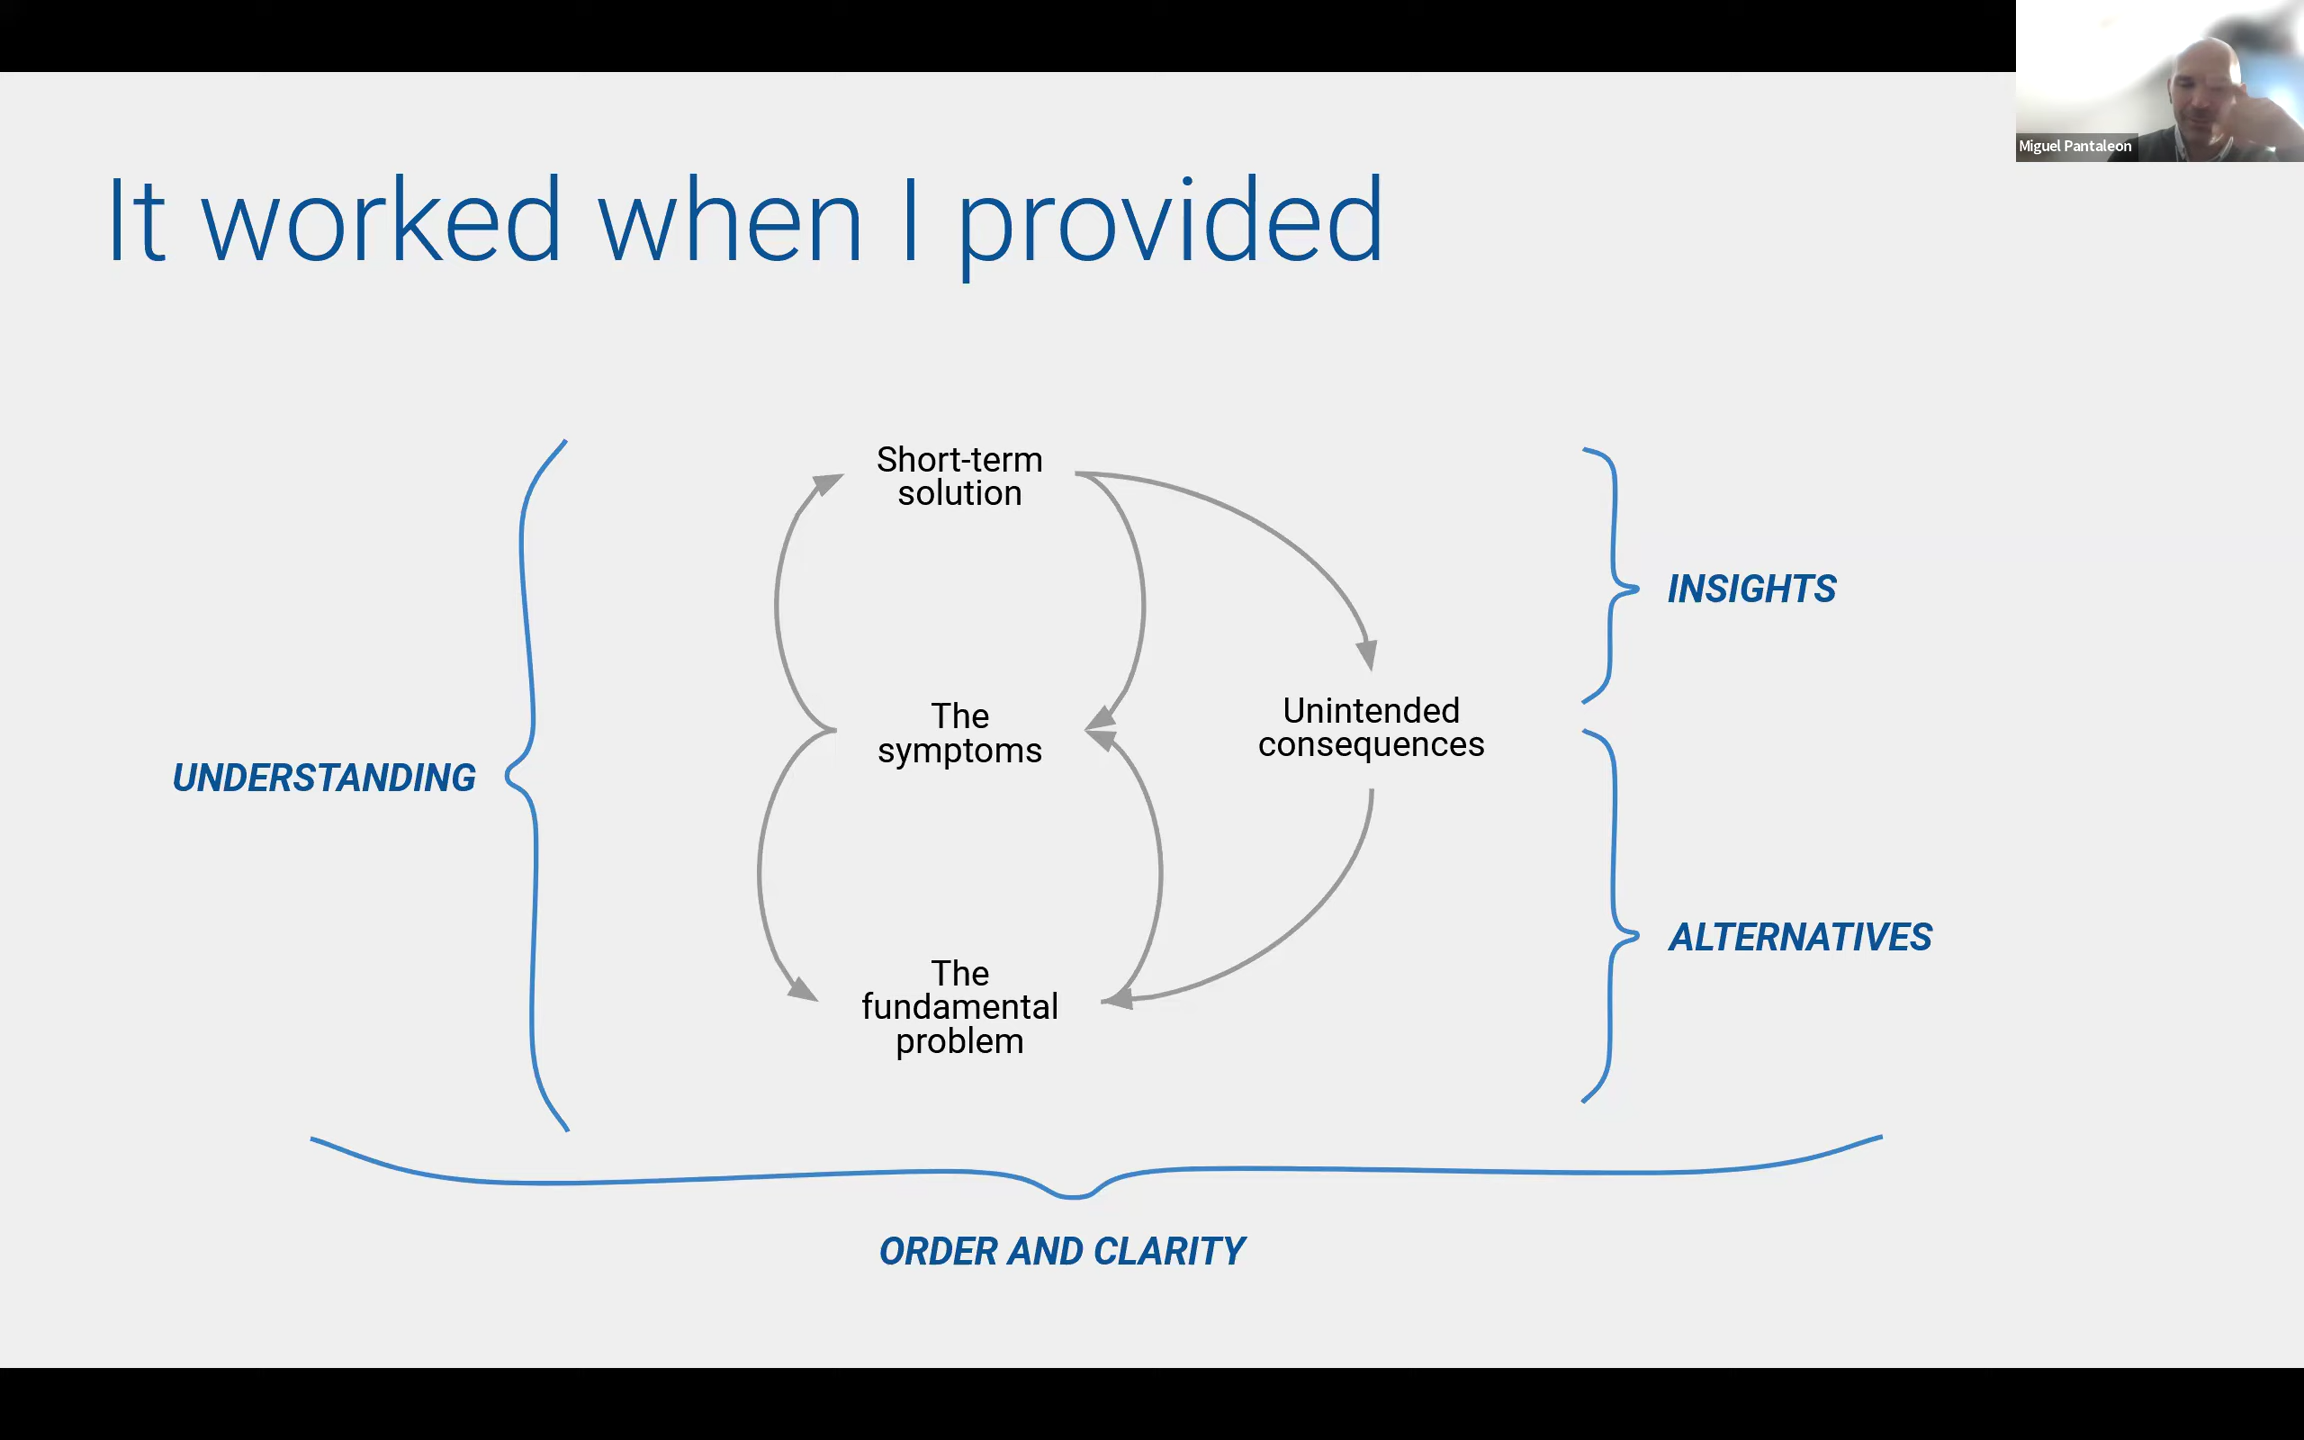 Miguel Pantaleon
It worked when I provided
Short-term
solution
INSIGHTS
The
symptoms
Unintended
consequences
UNDERSTANDING
ALTERNATIVES
The
fundamental
problem
ORDER AND CLARITY